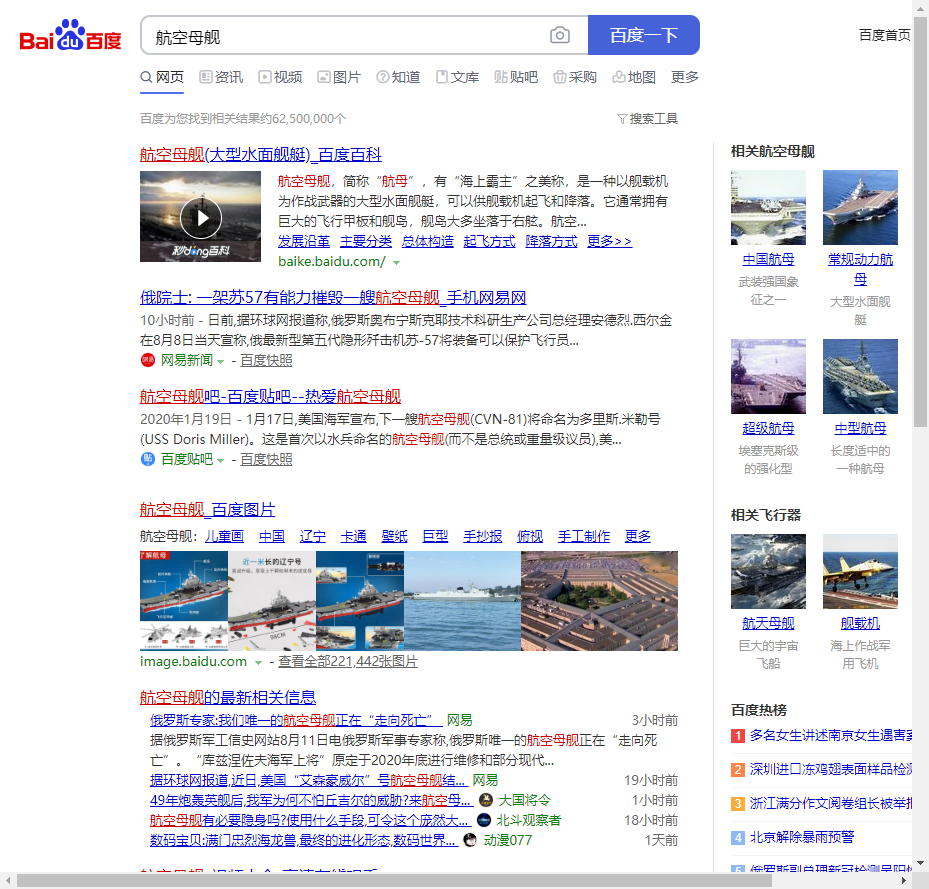 Bai du 百度
航空母舰
百度一下
百度首页
网页 资讯 视频 图片 知道 文库 贴吧 采购 地图 更多
百度为您找到相关结果约62,500,000个
搜索工具
航空母舰(大型水面舰艇)_百度百科
秒dǒng百科
航空母舰，简称“航母”，有“海上霸主”之美称，是一种以舰载机
为作战武器的大型水面舰艇，可以供舰载机起飞和降落。它通常拥有
巨大的飞行甲板和舰岛，舰岛大多坐落于右舷。航空...
发展沿革 主要分类 总体构造 起飞方式 降落方式 更多>>
baike.baidu.com/
俄院士: 一架苏57有能力摧毁一艘航空母舰_手机网易网
10小时前 - 日前,据环球网报道称,俄罗斯奥布宁斯克耶技术科研生产公司总经理安德烈.西尔金
在8月8日当天宣称,俄最新型第五代隐形歼击机苏-57将装备可以保护飞行员...
网易新闻 - 百度快照
航空母舰吧-百度贴吧--热爱航空母舰
2020年1月19日 - 1月17日,美国海军宣布,下一艘航空母舰(CVN-81)将命名为多里斯.米勒号
(USS Doris Miller)。这是首次以水兵命名的航空母舰(而不是总统或重量级议员),美...
百度贴吧 - 百度快照
航空母舰_百度图片
航空母舰: 儿童画 中国 辽宁 卡通 壁纸 巨型 手抄报 俯视 手工制作 更多
了解航母
近一米长的辽宁号
98CM
image.baidu.com - 查看全部221,442张图片
航空母舰的最新相关信息
俄罗斯专家:我们唯一的航空母舰正在“走向死亡” 网易 3小时前
据俄罗斯军工信史网站8月11日电俄罗斯军事专家称,俄罗斯唯一的航空母舰正在“走向死
亡”。“库兹涅佐夫海军上将”原定于2020年底进行维修和部分现代...
据环球网报道,近日,美国“艾森豪威尔”号航空母舰结... 网易 19小时前
49年炮轰英舰后,我军为何不怕丘吉尔的威胁?来航空母... 大国将令 1小时前
航空母舰有必要隐身吗?使用什么手段,可令这个庞然大... 北斗观察者 18小时前
数码宝贝:满门忠烈海龙兽,最终的进化形态,数码世界... 动漫077 1天前
相关航空母舰
中国航母
武装强国象
征之一
常规动力航
母
大型水面舰
艇
超级航母
埃塞克斯级
的强化型
中型航母
长度适中的
一种航母
相关飞行器
航天母舰
巨大的宇宙
飞船
舰载机
海上作战军
用飞机
百度热榜
1 多名女生讲述南京女生遇害案
2 深圳进口冻鸡翅表面样品检测
3 浙江满分作文阅卷组长被举报
4 北京解除暴雨预警